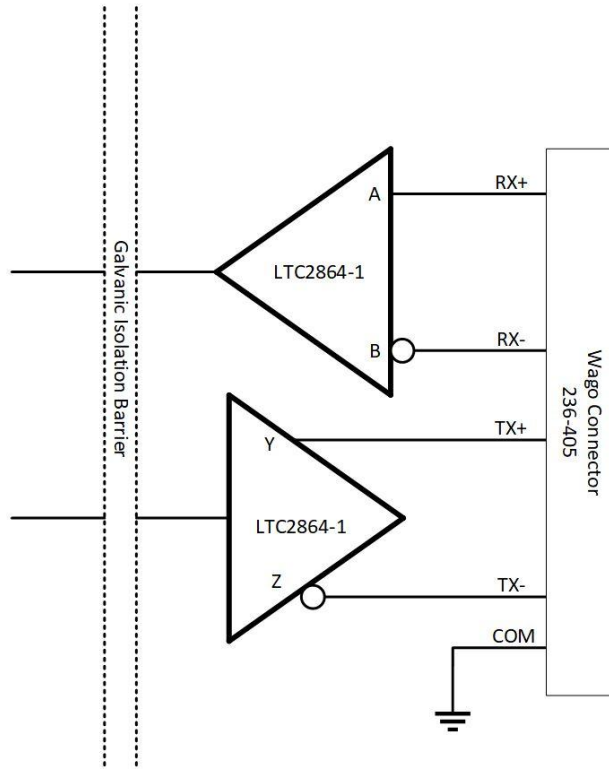 Galvanic Isolation Barrier
A
RX+
LTC2864-1
B
RX-
Wago Connector
236-405
Y
TX+
LTC2864-1
Z
TX-
COM